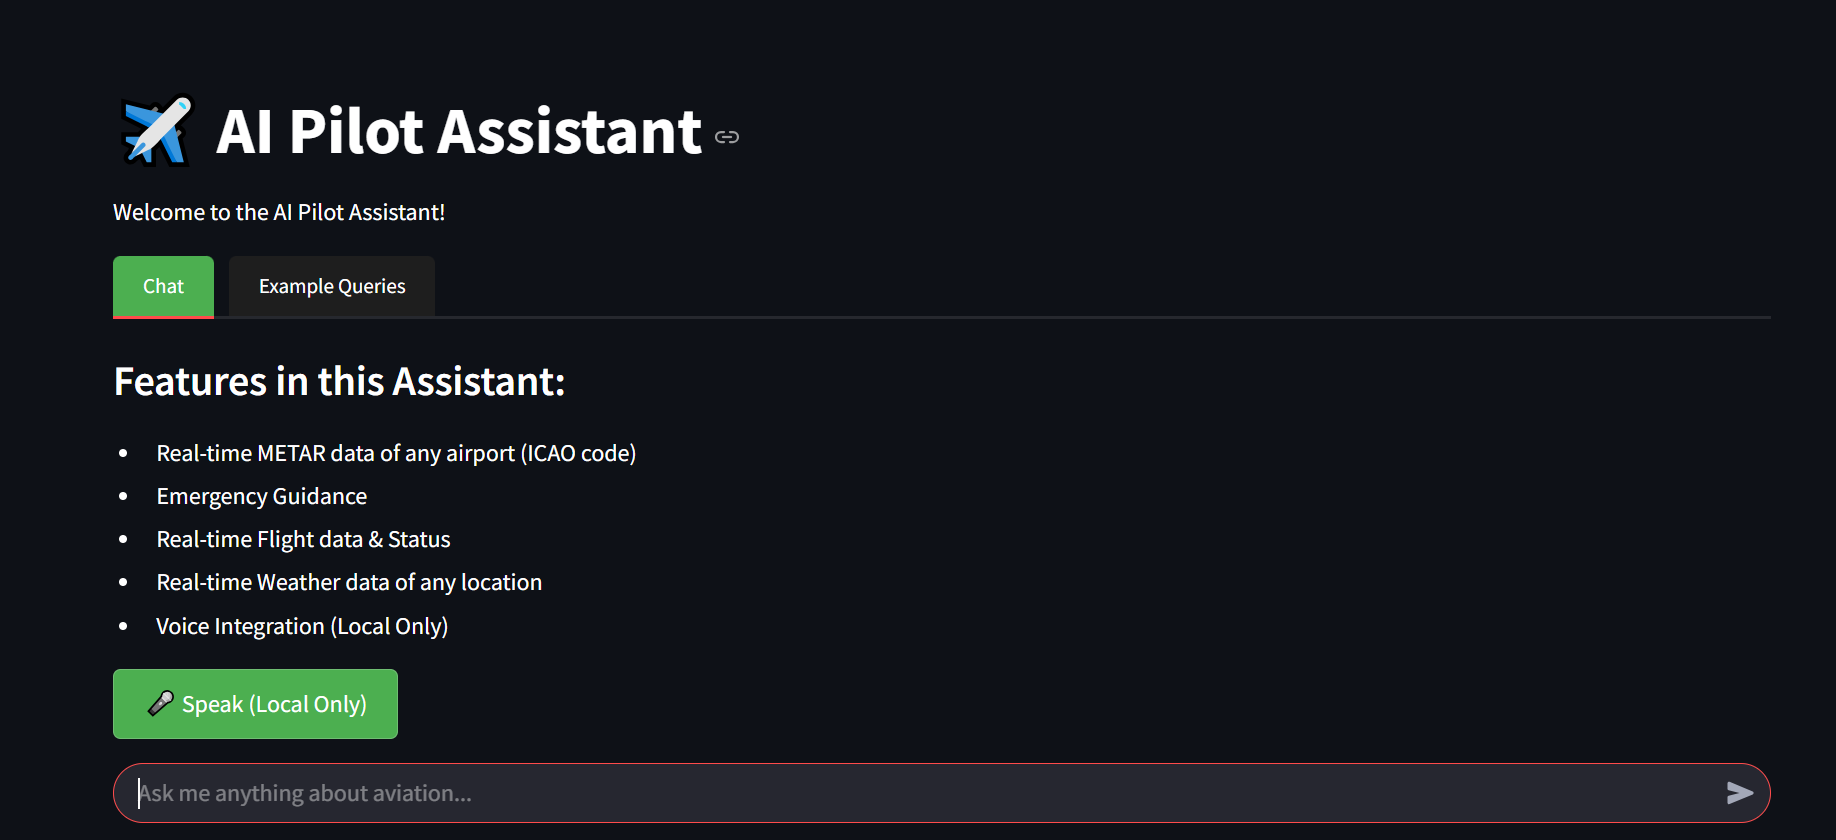 AI Pilot Assistant
Welcome to the AI Pilot Assistant!
Chat
Example Queries
Features in this Assistant:
Real-time METAR data of any airport (ICAO code)
Emergency Guidance
Real-time Flight data & Status
Real-time Weather data of any location
Voice Integration (Local Only)
Speak (Local Only)
Ask me anything about aviation...